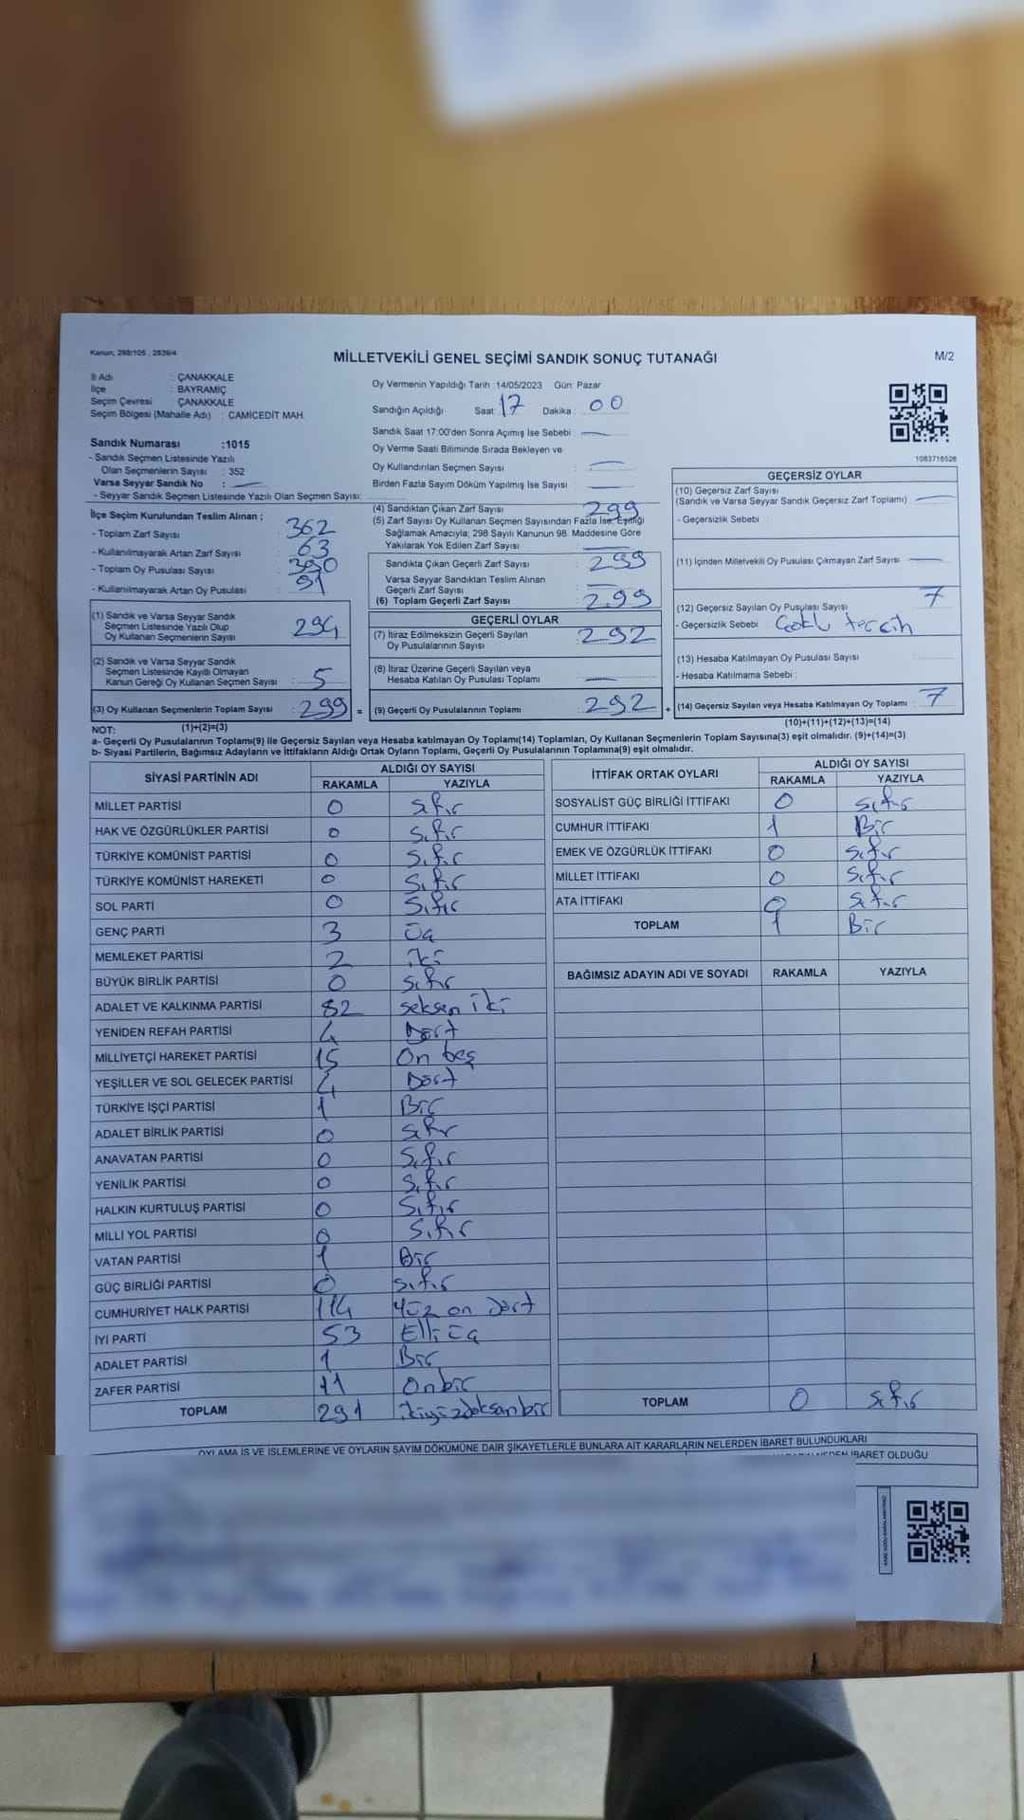 Kanun: 298/105 , 2839/4
MİLLETVEKİLİ GENEL SEÇİMİ SANDIK SONUÇ TUTANAĞI
M/2
İl Adı : ÇANAKKALE
İlçe : BAYRAMİÇ
Seçim Çevresi : ÇANAKKALE
Seçim Bölgesi (Mahalle Adı) : CAMİCEDİT MAH.
Oy Vermenin Yapıldığı Tarih :14/05/2023 Gün: Pazar
Sandığın Açıldığı Saat: 17 Dakika : 00
Sandık Saat 17:00'den Sonra Açımış İse Sebebi :
Oy Verme Saati Bitiminde Sırada Bekleyen ve
Oy Kullandırılan Seçmen Sayısı :
Birden Fazla Sayım Döküm Yapılmış İse Sayısı :
Sandık Numarası :1015
- Sandık Seçmen Listesinde Yazılı
Olan Seçmenlerin Sayısı : 352
Varsa Seyyar Sandık No :
- Seyyar Sandık Seçmen Listesinde Yazılı Olan Seçmen Sayısı:
1083716526
İlçe Seçim Kurulundan Teslim Alınan ;
- Toplam Zarf Sayısı : 362
- Kullanılmayarak Artan Zarf Sayısı : 63
- Toplam Oy Pusulası Sayısı : 390
- Kullanılmayarak Artan Oy Pusulası : 91
(1) Sandık ve Varsa Seyyar Sandık
Seçmen Listesinde Yazılı Olup
Oy Kullanan Seçmenlerin Sayısı : 294
(2) Sandık ve Varsa Seyyar Sandık
Seçmen Listesinde Kayıtlı Olmayan
Kanun Gereği Oy Kullanan Seçmen Sayısı : 5
(3) Oy Kullanan Seçmenlerin Toplam Sayısı : 299 =
(1)+(2)=(3)
(4) Sandıktan Çıkan Zarf Sayısı : 299
(5) Zarf Sayısı Oy Kullanan Seçmen Sayısından Fazla İse, Eşitliği
Sağlamak Amacıyla; 298 Sayılı Kanunun 98. Maddesine Göre
Yakılarak Yok Edilen Zarf Sayısı :
Sandıkta Çıkan Geçerli Zarf Sayısı : 299
Varsa Seyyar Sandıktan Teslim Alınan
Geçerli Zarf Sayısı :
(6) Toplam Geçerli Zarf Sayısı : 299
GEÇERLİ OYLAR
(7) İtiraz Edilmeksizin Geçerli Sayılan
Oy Pusulalarının Sayısı : 292
(8) İtiraz Üzerine Geçerli Sayılan veya
Hesaba Katılan Oy Pusulası Toplamı :
(9) Geçerli Oy Pusulalarının Toplamı : 292 +
GEÇERSİZ OYLAR
(10) Geçersiz Zarf Sayısı
(Sandık ve Varsa Seyyar Sandık Geçersiz Zarf Toplamı) :
- Geçersizlik Sebebi :
(11) İçinden Milletvekili Oy Pusulası Çıkmayan Zarf Sayısı :
(12) Geçersiz Sayılan Oy Pusulası Sayısı : 7
- Geçersizlik Sebebi : Çoklu tercih
(13) Hesaba Katılmayan Oy Pusulası Sayısı :
- Hesaba Katılmama Sebebi :
(14) Geçersiz Sayılan veya Hesaba Katılmayan Oy Toplamı : 7
(10)+(11)+(12)+(13)=(14)
NOT:
a- Geçerli Oy Pusulalarının Toplamı(9) ile Geçersiz Sayılan veya Hesaba Katılmayan Oy Toplamı(14) Toplamları, Oy Kullanan Seçmenlerin Toplam Sayısına(3) eşit olmalıdır. (9)+(14)=(3)
b- Siyasi Partilerin, Bağımsız Adayların ve İttifakların Aldığı Ortak Oyların Toplamı, Geçerli Oy Pusulalarının Toplamına(9) eşit olmalıdır.
SİYASİ PARTİNİN ADI ALDIĞI OY SAYISI
RAKAMLA YAZIYLA
MİLLET PARTİSİ 0 sıfır
HAK VE ÖZGÜRLÜKLER PARTİSİ 0 sıfır
TÜRKİYE KOMÜNİST PARTİSİ 0 sıfır
TÜRKİYE KOMÜNİST HAREKETİ 0 sıfır
SOL PARTİ 0 sıfır
GENÇ PARTİ 3 üç
MEMLEKET PARTİSİ 2 iki
BÜYÜK BİRLİK PARTİSİ 0 sıfır
ADALET VE KALKINMA PARTİSİ 82 seksen iki
YENİDEN REFAH PARTİSİ 4 Dört
MİLLİYETÇİ HAREKET PARTİSİ 15 On beş
YEŞİLLER VE SOL GELECEK PARTİSİ 4 Dört
TÜRKİYE İŞÇİ PARTİSİ 1 Bir
ADALET BİRLİK PARTİSİ 0 sıfır
ANAVATAN PARTİSİ 0 sıfır
YENİLİK PARTİSİ 0 sıfır
HALKIN KURTULUŞ PARTİSİ 0 sıfır
MİLLİ YOL PARTİSİ 0 sıfır
VATAN PARTİSİ 1 Bir
GÜÇ BİRLİĞİ PARTİSİ 0 sıfır
CUMHURİYET HALK PARTİSİ 114 Yüz on Dört
İYİ PARTİ 53 Elli üç
ADALET PARTİSİ 1 Bir
ZAFER PARTİSİ 11 Onbir
TOPLAM 291 ikiyüzdoksanbir
İTTİFAK ORTAK OYLARI ALDIĞI OY SAYISI
RAKAMLA YAZIYLA
SOSYALİST GÜÇ BİRLİĞİ İTTİFAKI 0 sıfır
CUMHUR İTTİFAKI 1 Bir
EMEK VE ÖZGÜRLÜK İTTİFAKI 0 sıfır
MİLLET İTTİFAKI 0 sıfır
ATA İTTİFAKI 0 sıfır
TOPLAM 1 Bir
BAĞIMSIZ ADAYIN ADI VE SOYADI RAKAMLA YAZIYLA
TOPLAM 0 sıfır
OYLAMA İŞ VE İŞLEMLERİNE VE OYLARIN SAYIM DÖKÜMÜNE DAİR ŞİKAYETLERLE BUNLARA AİT KARARLARIN NELERDEN İBARET BULUNDUKLARI
İBARET OLDUĞU